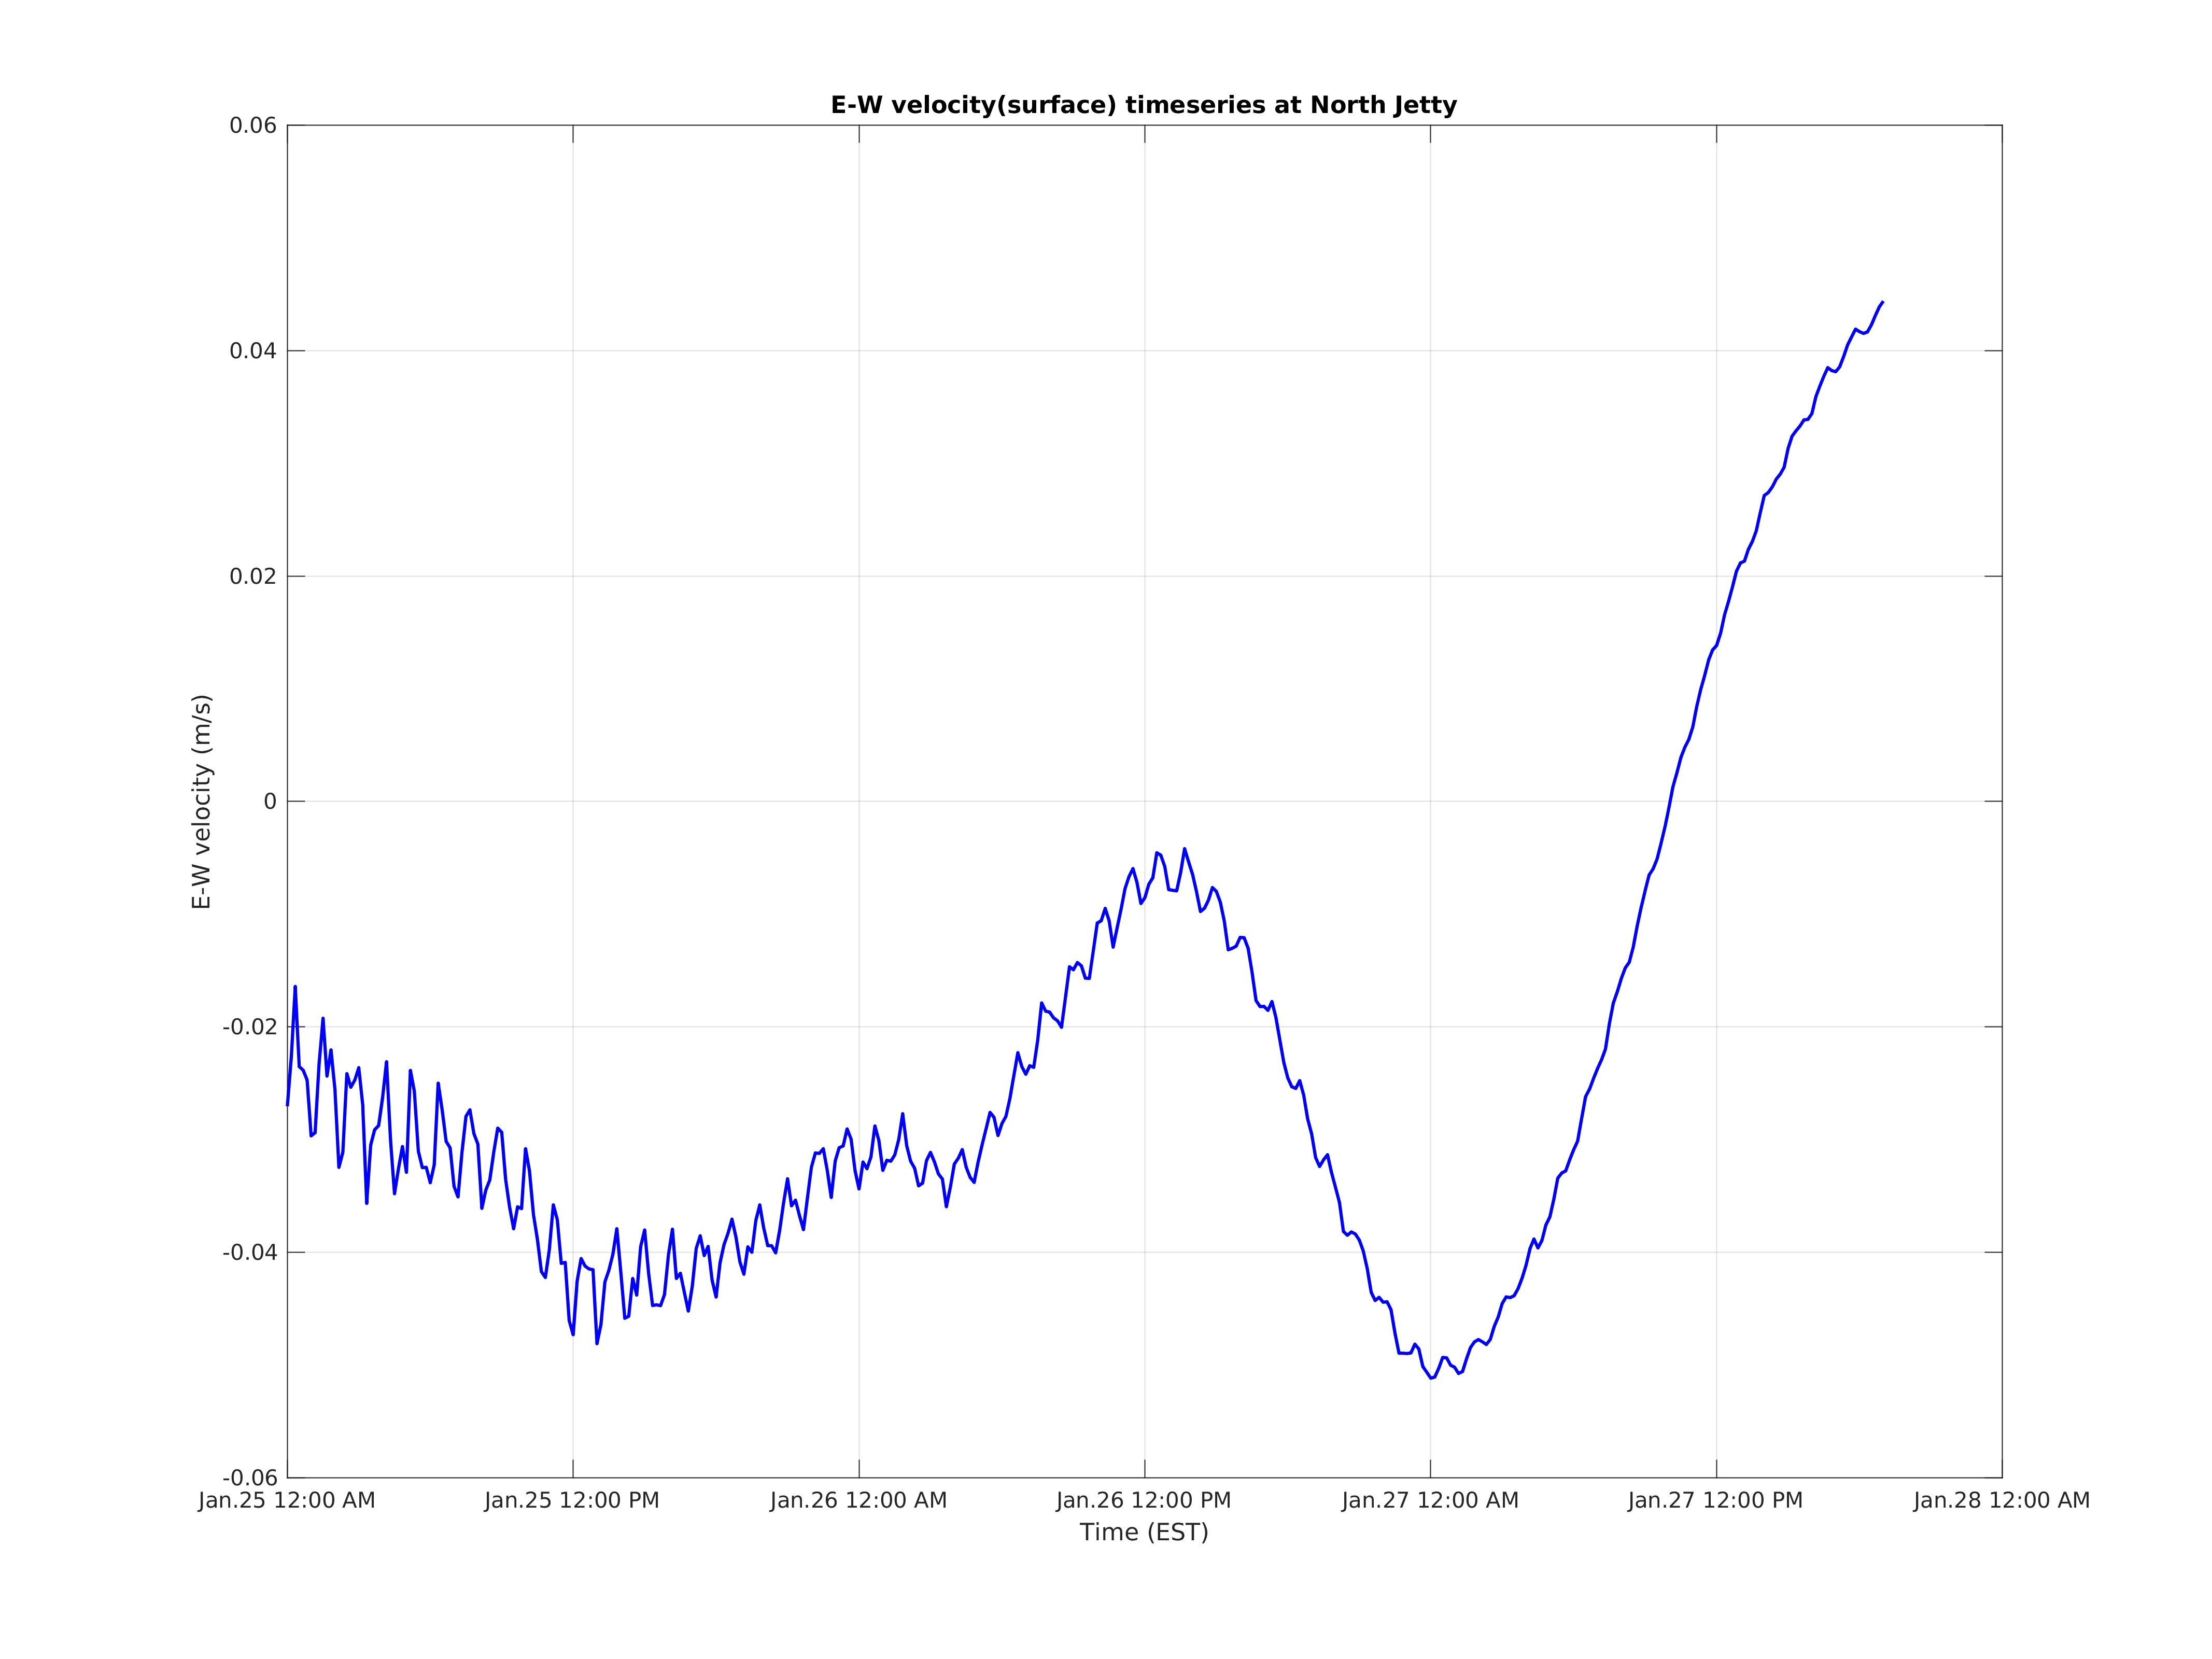 E-W velocity(surface) timeseries at North Jetty
0.06
0.04
0.02
0
-0.02
-0.04
-0.06
E-W velocity (m/s)
Jan.25 12:00 AM Jan.25 12:00 PM Jan.26 12:00 AM Jan.26 12:00 PM Jan.27 12:00 AM Jan.27 12:00 PM Jan.28 12:00 AM
Time (EST)